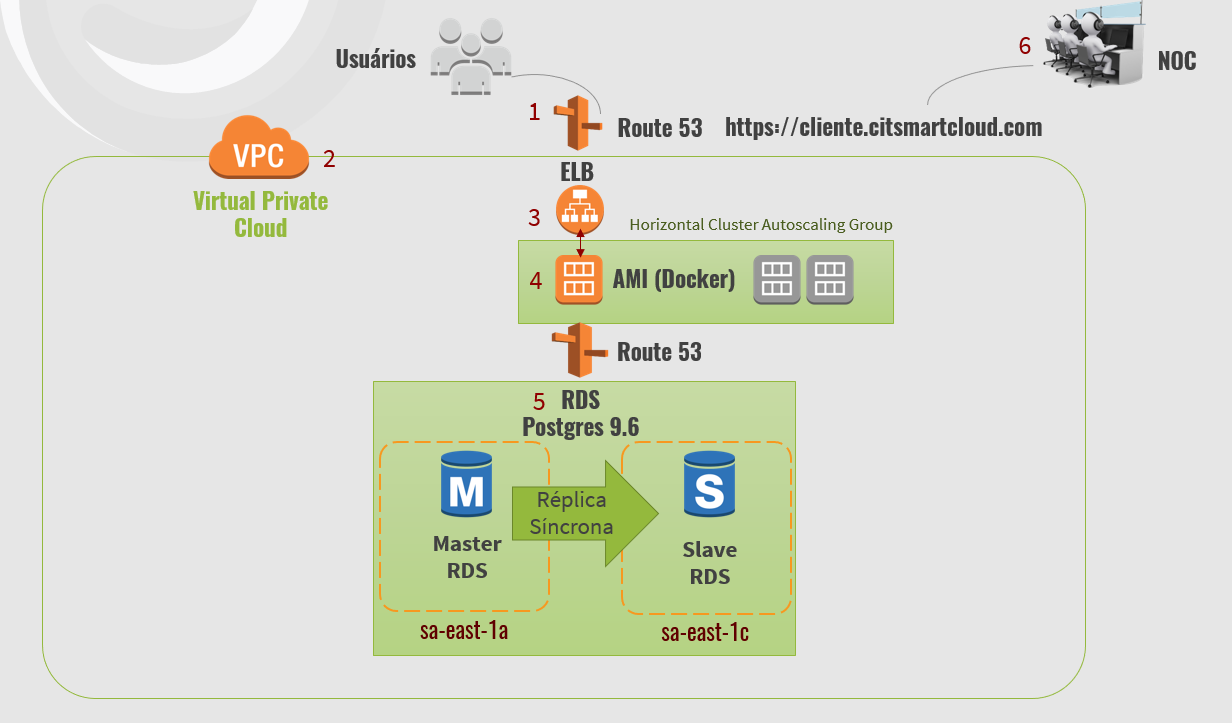 6
Usuários
NOC
1
Route 53
https://cliente.citsmartcloud.com
VPC
2
ELB
Virtual Private
Cloud
3
Horizontal Cluster Autoscaling Group
4
AMI (Docker)
Route 53
5
RDS
Postgres 9.6
M
S
Réplica
Síncrona
Master
RDS
Slave
RDS
sa-east-1a
sa-east-1c